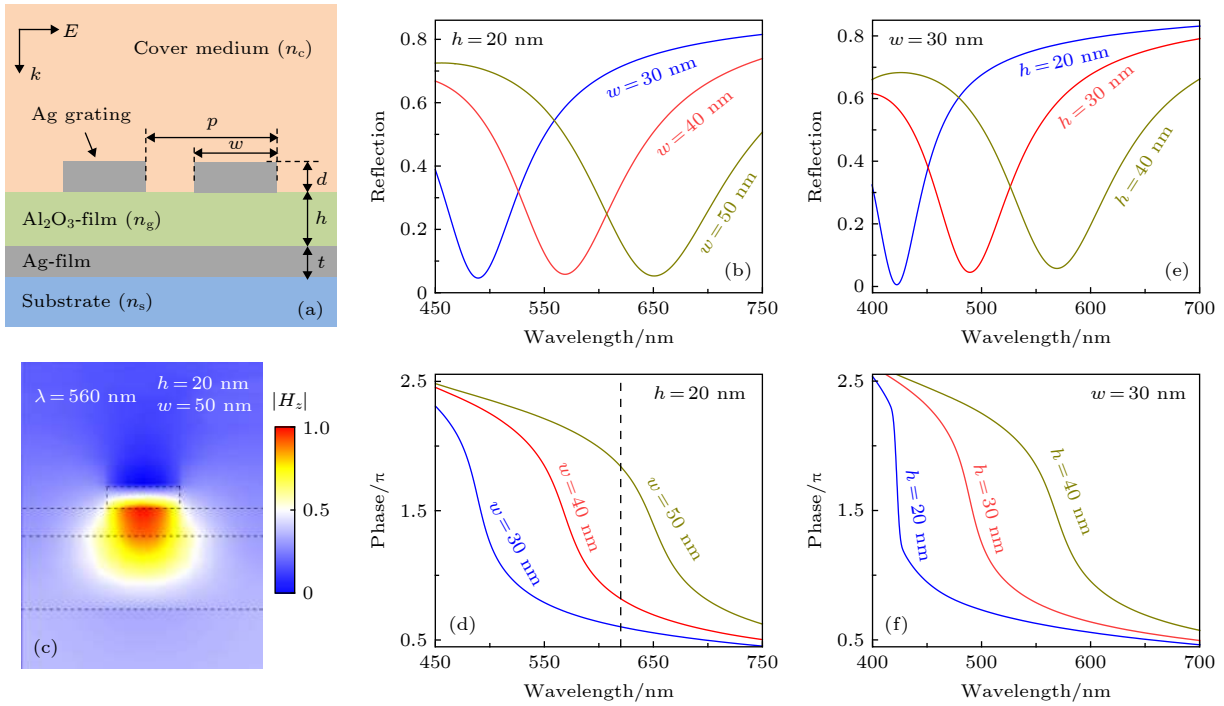 E
k
Cover medium (nc)
Ag grating
p
w
d
Al2O3-film (ng)
h
Ag-film
t
Substrate (ns)
(a)
0.8
0.6
0.4
0.2
0
Reflection
h = 20 nm
w = 30 nm
w = 40 nm
w = 50 nm
(b)
450
550
650
750
Wavelength/nm
0.8
0.6
0.4
0.2
0
Reflection
w = 30 nm
h = 20 nm
h = 30 nm
h = 40 nm
(e)
400
500
600
700
Wavelength/nm
λ = 560 nm
h = 20 nm
w = 50 nm
|Hz|
1.0
0.5
0
(c)
2.5
1.5
0.5
Phase/π
h = 20 nm
w = 30 nm
w = 40 nm
w = 50 nm
(d)
450
550
650
750
Wavelength/nm
2.5
1.5
0.5
Phase/π
w = 30 nm
h = 20 nm
h = 30 nm
h = 40 nm
(f)
400
500
600
700
Wavelength/nm